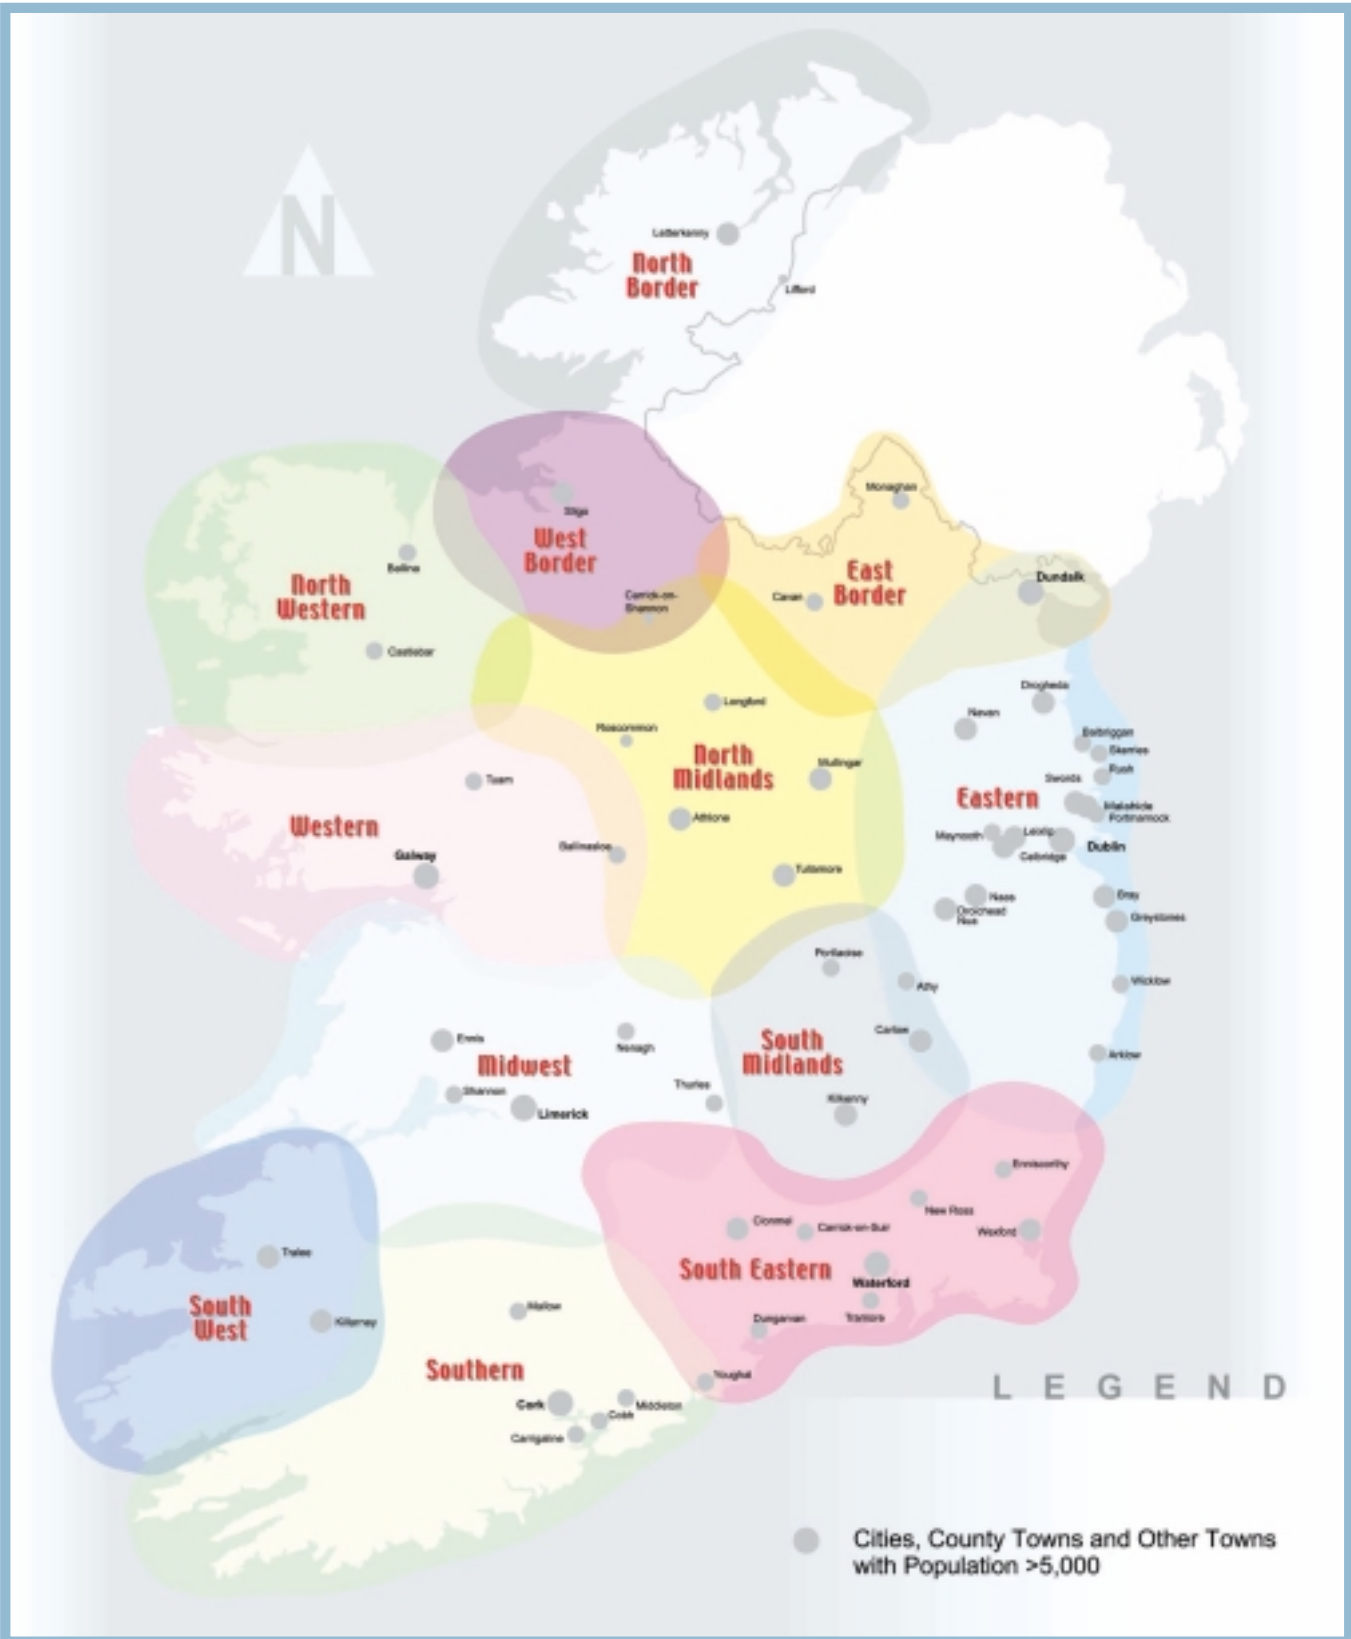 N
Letterkenny
North
Border
Lifford
Monaghan
Sligo
West
Border
East
Border
Dundalk
Ballina
North
Western
Carrick-on-
Shannon
Cavan
Castlebar
Drogheda
Longford
Navan
Roscommon
Balbriggan
Skerries
North
Midlands
Mullingar
Rush
Tuam
Swords
Eastern
Malahide
Portmarnock
Athlone
Western
Maynooth
Leixlip
Dublin
Ballinasloe
Celbridge
Galway
Tullamore
Naas
Bray
Droichead
Nua
Greystones
Portlaoise
Athy
Wicklow
Ennis
Nenagh
Carlow
South
Midlands
Midwest
Arklow
Thurles
Shannon
Limerick
Kilkenny
Enniscorthy
New Ross
Clonmel
Carrick-on-Suir
Wexford
Tralee
South Eastern
Waterford
South
West
Mallow
Killarney
Dungarvan
Tramore
Southern
Youghal
LEGEND
Cork
Middleton
Cobh
Carrigaline
Cities, County Towns and Other Towns
with Population >5,000